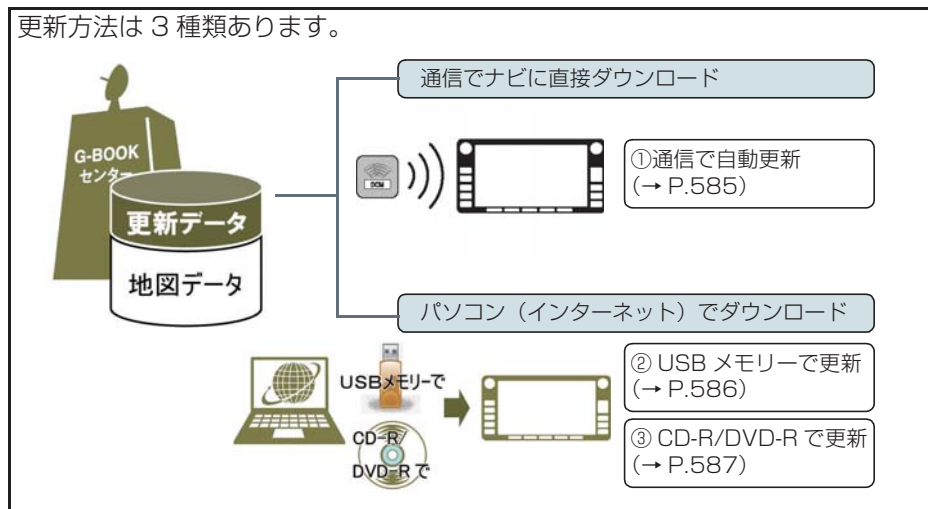 更新方法は 3 種類あります。
通信でナビに直接ダウンロード
G-BOOK
センター
DCM
①通信で自動更新
(→ P.585)
更新データ
地図データ
パソコン（インターネット）でダウンロード
USBメモリーで
② USB メモリーで更新
(→ P.586)
CD-R/
DVD-Rで
③ CD-R/DVD-R で更新
(→ P.587)